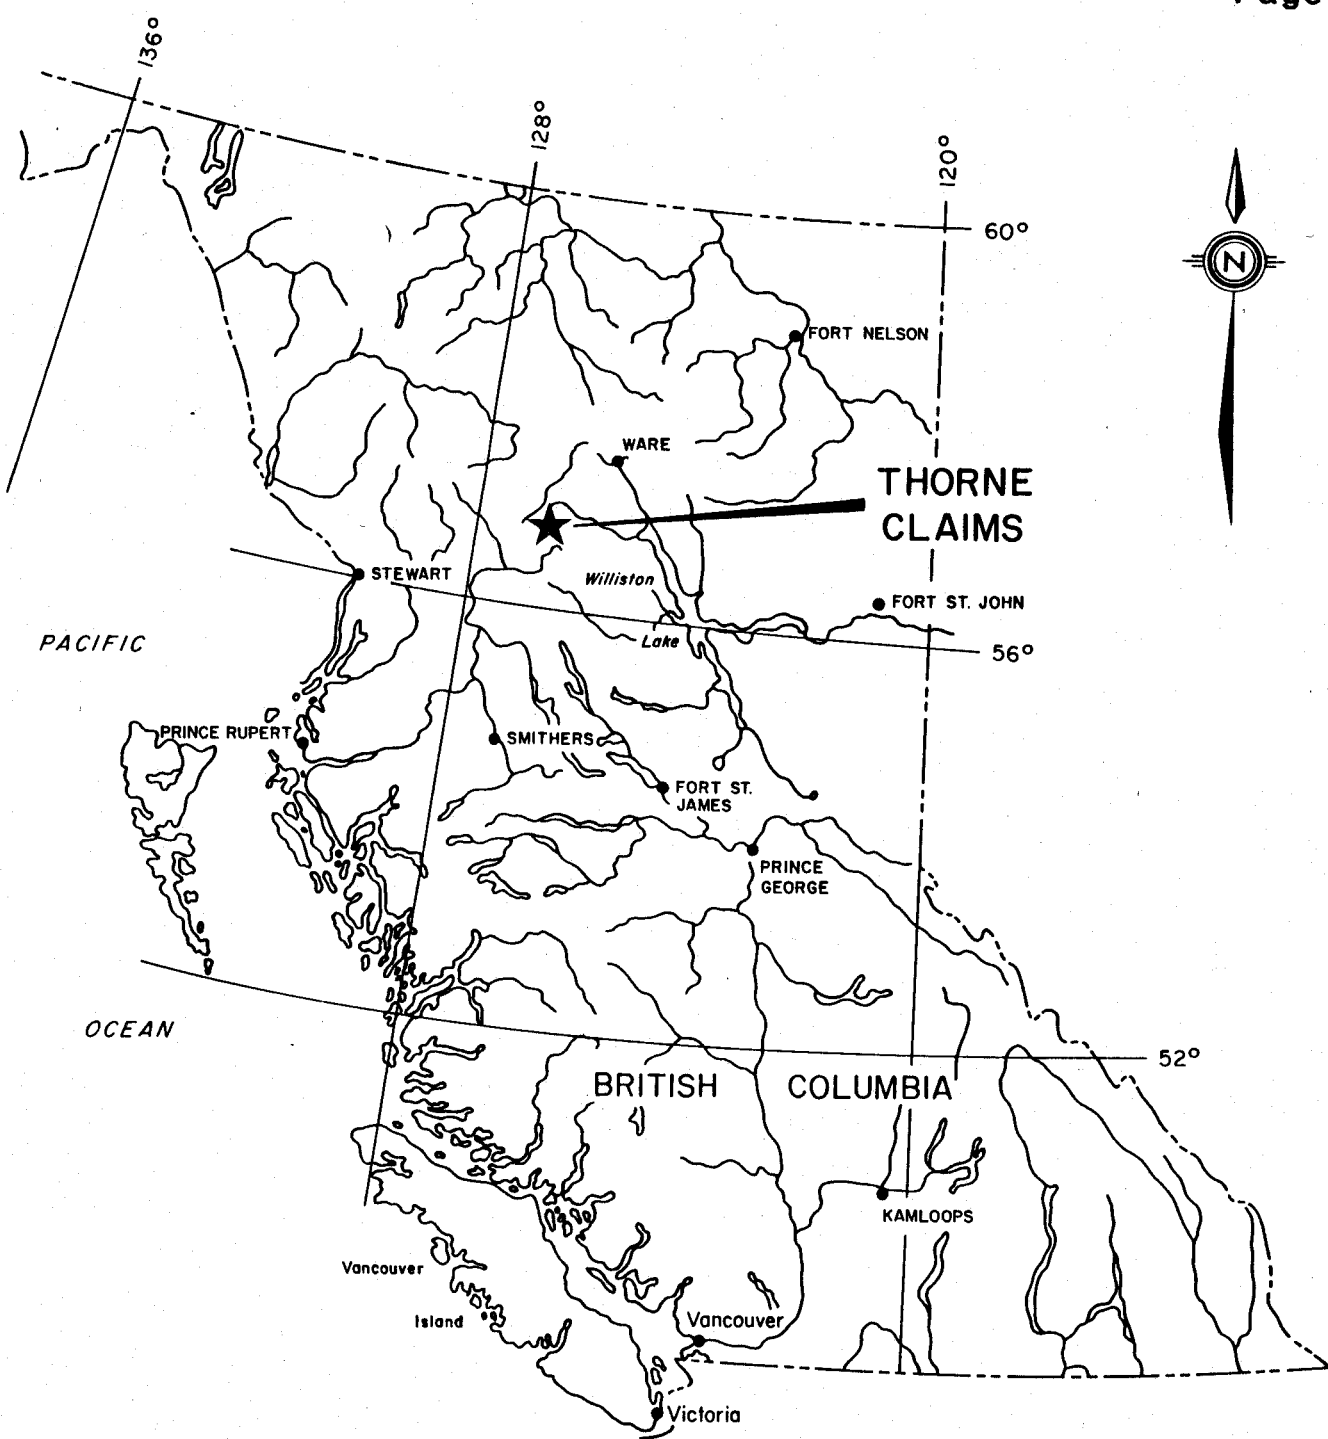 Page
136°
128°
120°
60°
N
FORT NELSON
WARE
THORNE
CLAIMS
STEWART
Williston
FORT ST. JOHN
PACIFIC
Lake
56°
PRINCE RUPERT
SMITHERS
FORT ST.
JAMES
PRINCE
GEORGE
OCEAN
52°
BRITISH COLUMBIA
KAMLOOPS
Vancouver
Island
Vancouver
Victoria